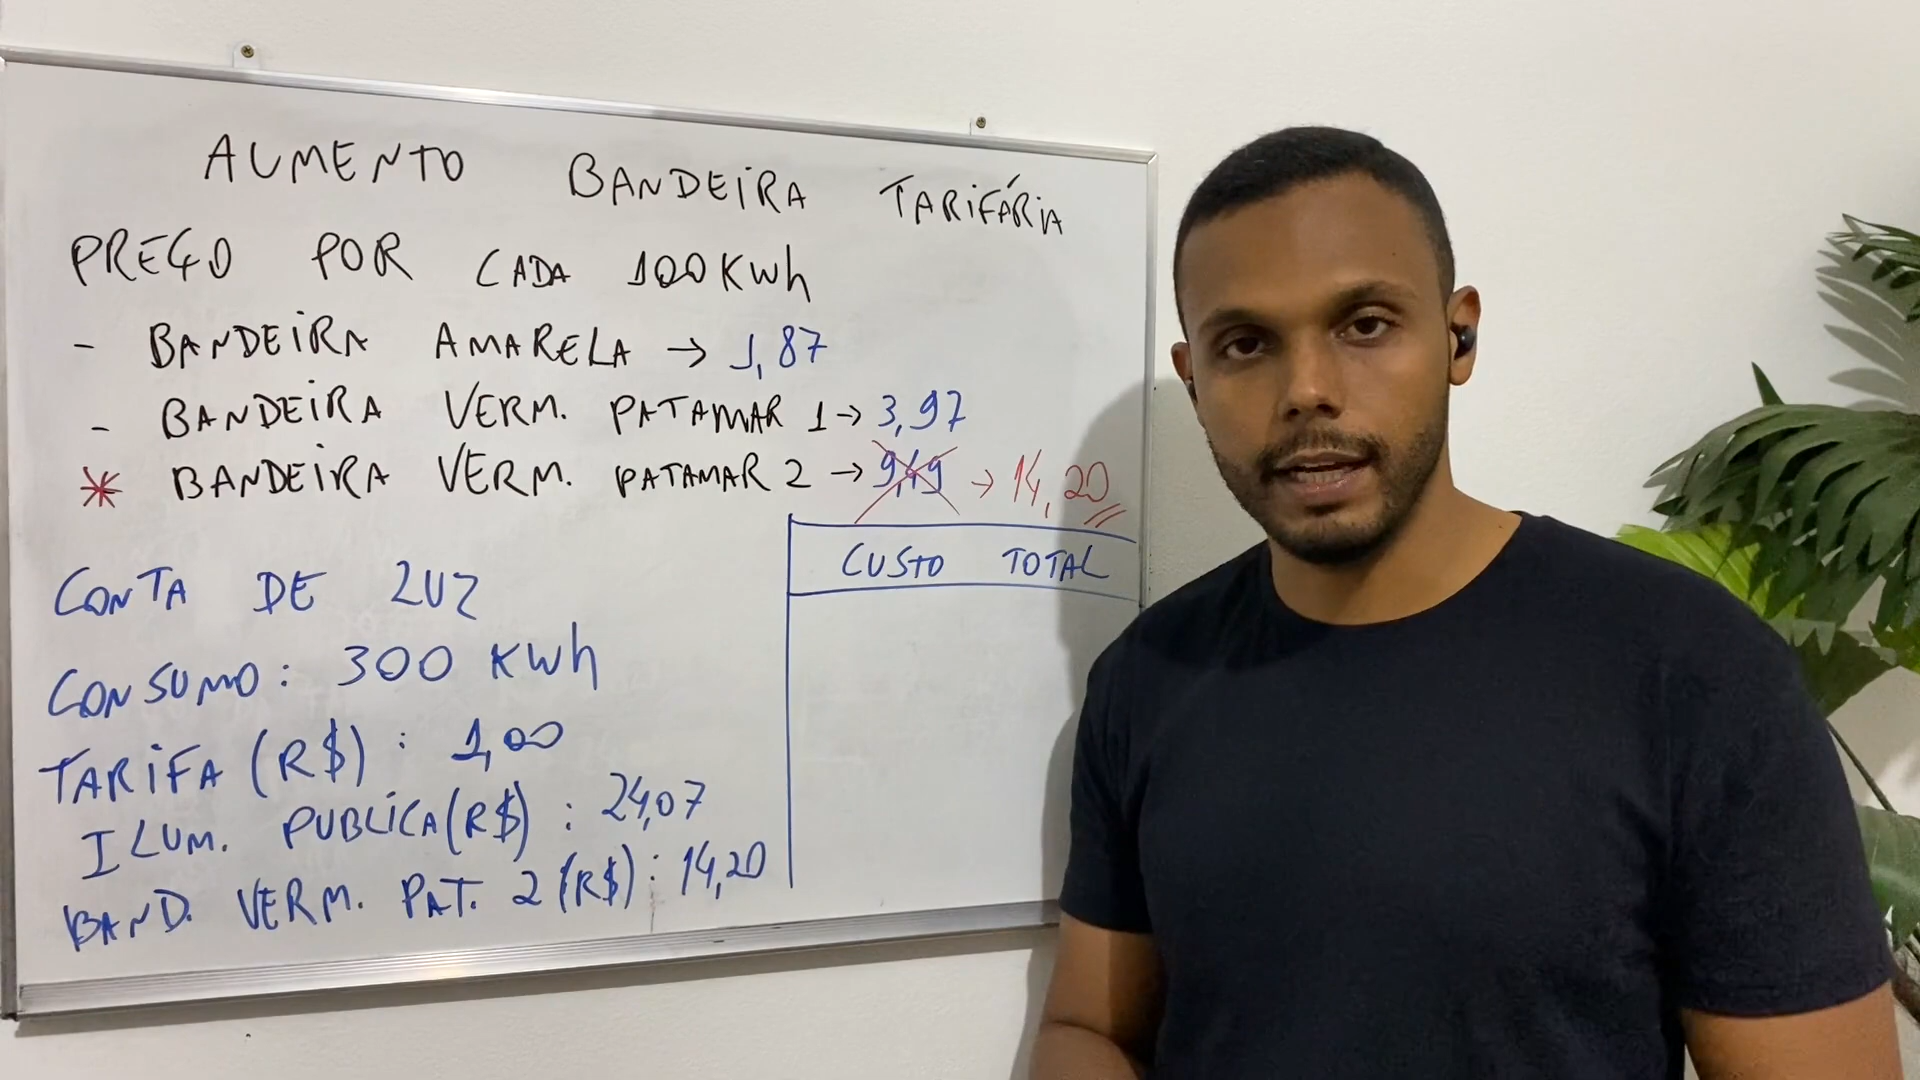 AUMENTO BANDEIRA TARIFÁRIA
PREÇO POR CADA 100 KWh
- BANDEIRA AMARELA → 1,87
- BANDEIRA VERM. PATAMAR 1 → 3,97
* BANDEIRA VERM. PATAMAR 2 → 9,49 → 14,20
CUSTO TOTAL
CONTA DE LUZ
CONSUMO: 300 KWh
TARIFA (R$): 1,00
ILUM. PUBLICA (R$): 24,07
BAND. VERM. PAT. 2 (R$): 14,20